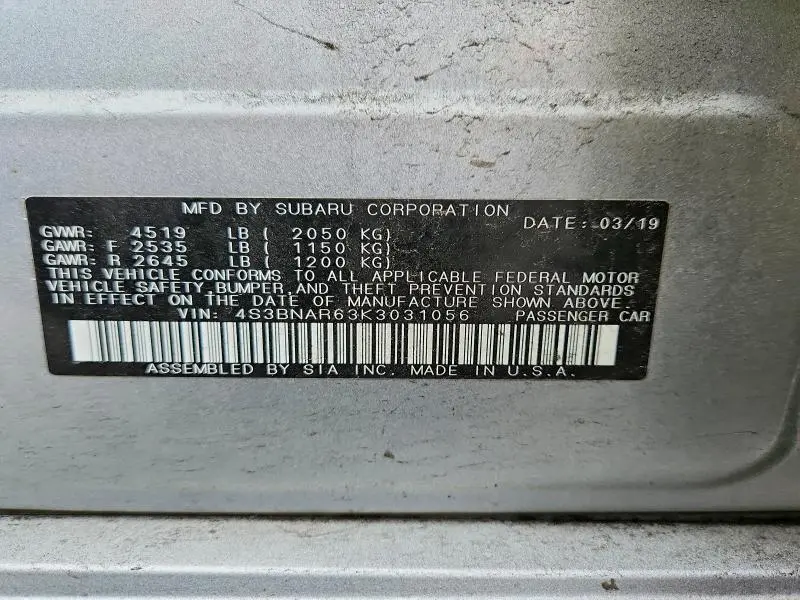 MFD BY SUBARU CORPORATION DATE: 03/19
GVWR: 4519 LB ( 2050 KG)
GAWR: F 2535 LB ( 1150 KG)
GAWR: R 2645 LB ( 1200 KG)
THIS VEHICLE CONFORMS TO ALL APPLICABLE FEDERAL MOTOR
VEHICLE SAFETY, BUMPER, AND THEFT PREVENTION STANDARDS
IN EFFECT ON THE DATE OF MANUFACTURE SHOWN ABOVE.
VIN: 4S3BNAR63K3031056 PASSENGER CAR
ASSEMBLED BY SIA INC. MADE IN U.S.A.